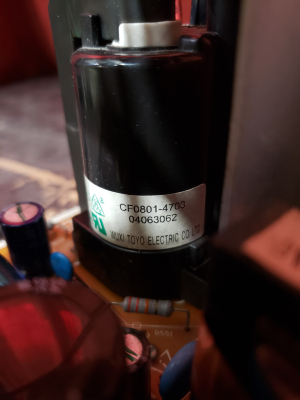 CF0801-4703
04063062
WUXI TOYO ELECTRIC CO LTD